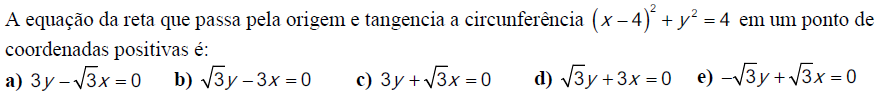 A equação da reta que passa pela origem e tangencia a circunferência (x − 4)² + y² = 4 em um ponto de
coordenadas positivas é:
a) 3y − √3x = 0 b) √3y − 3x = 0 c) 3y + √3x = 0 d) √3y + 3x = 0 e) −√3y + √3x = 0